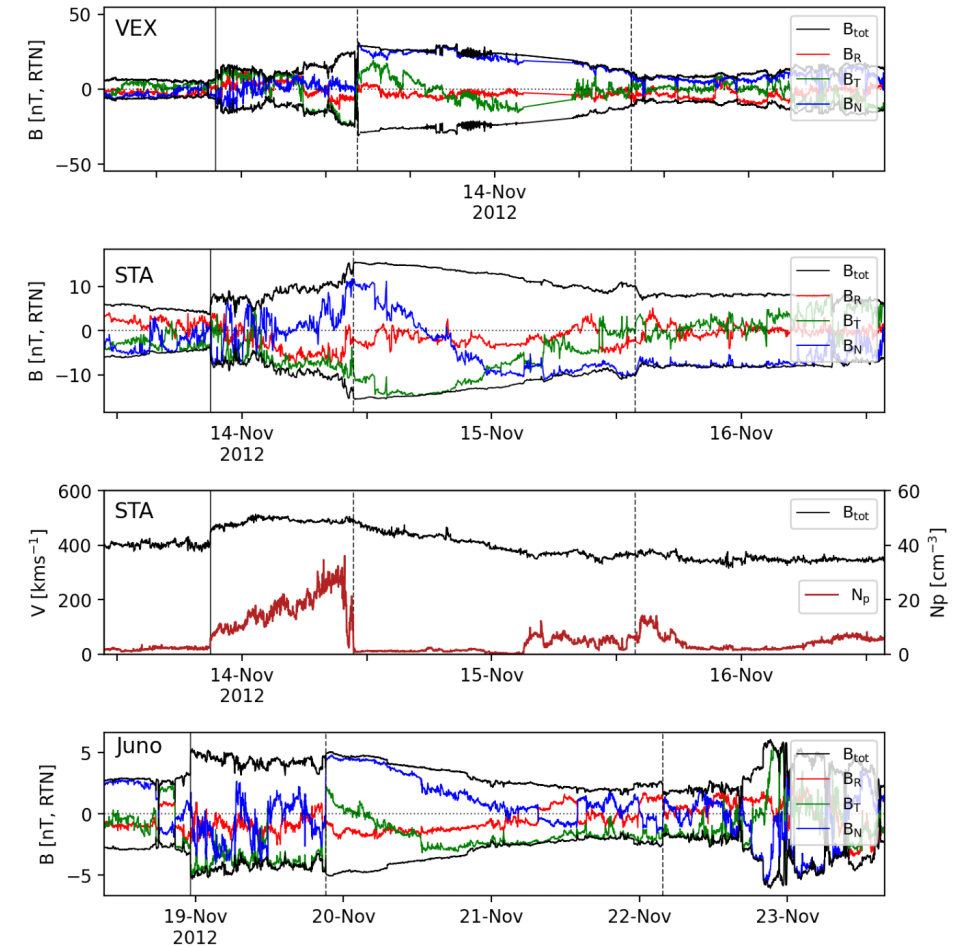 VEX
B [nT, RTN]
50
0
−50
B_tot
B_R
B_T
B_N
14-Nov
2012
STA
B [nT, RTN]
10
0
−10
B_tot
B_R
B_T
B_N
14-Nov
2012
15-Nov
16-Nov
STA
V [kms⁻¹]
600
400
200
0
B_tot
N_p
60
40
20
0
Np [cm⁻³]
14-Nov
2012
15-Nov
16-Nov
Juno
B [nT, RTN]
5
0
−5
B_tot
B_R
B_T
B_N
19-Nov
2012
20-Nov
21-Nov
22-Nov
23-Nov